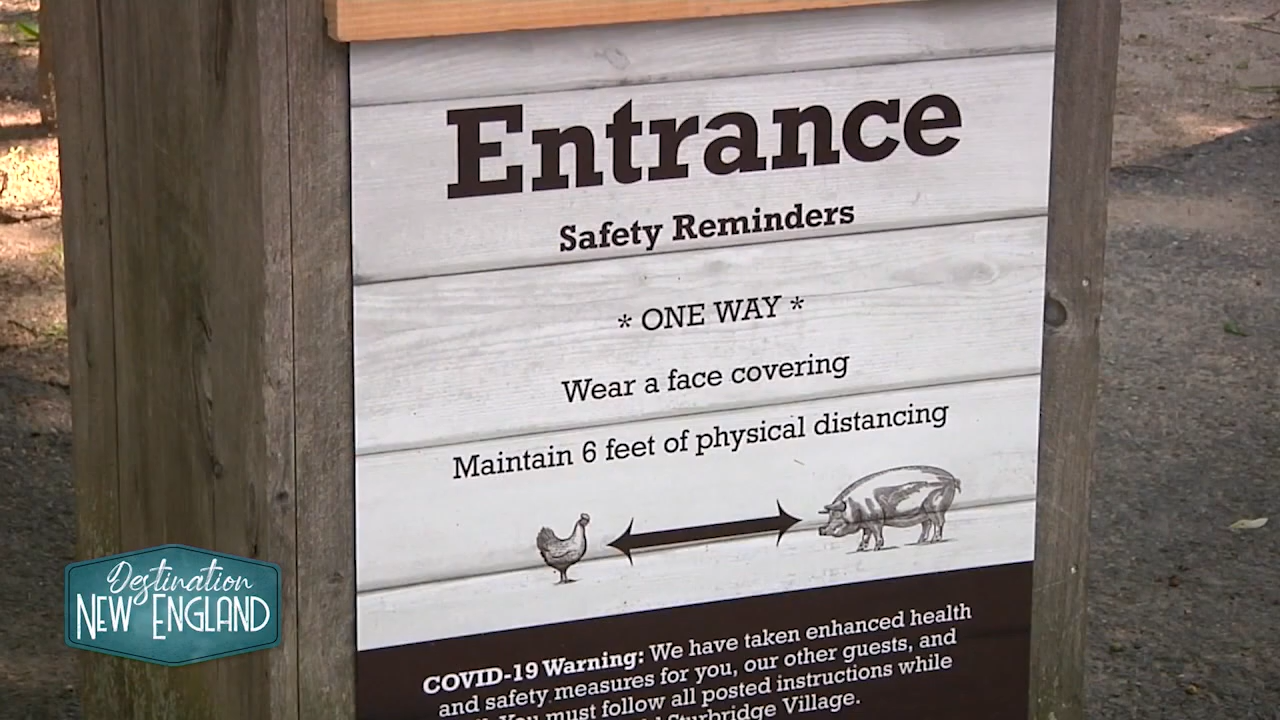 Entrance
Safety Reminders
* ONE WAY *
Wear a face covering
Maintain 6 feet of physical distancing
COVID-19 Warning: We have taken enhanced health
and safety measures for you, our other guests, and
You must follow all posted instructions while
Sturbridge Village.
Destination
NEW ENGLAND